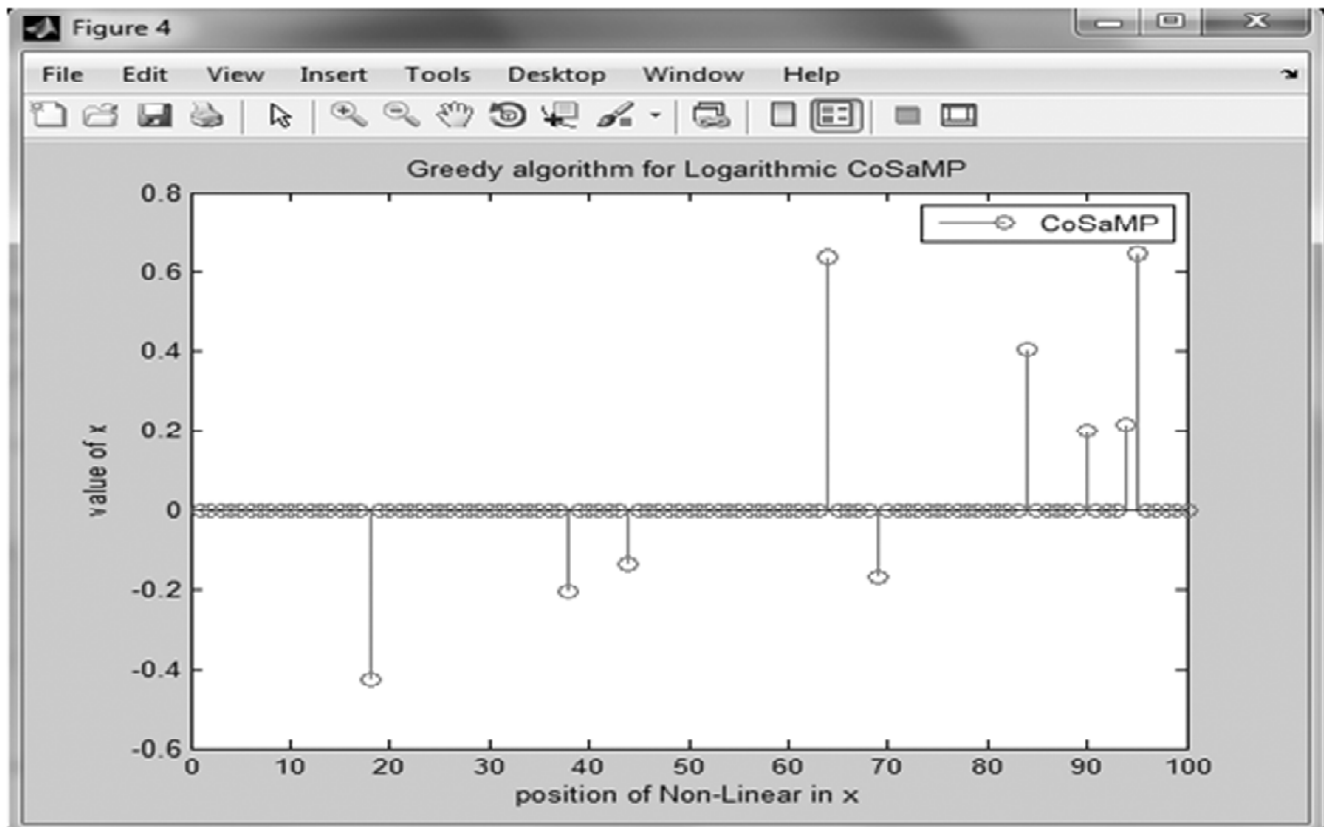 Figure 4
File Edit View Insert Tools Desktop Window Help
Greedy algorithm for Logarithmic CoSaMP
CoSaMP
0.8
0.6
0.4
0.2
0
-0.2
-0.4
-0.6
value of x
0 10 20 30 40 50 60 70 80 90 100
position of Non-Linear in x